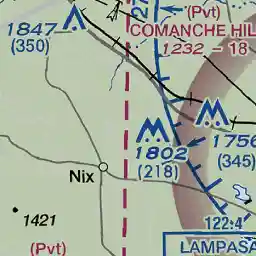 (Pvt)
COMANCHE HIL
1847
(350)
1232 - 18
1756
1802
(345)
(218)
Nix
1421
122.4
(Pvt)
LAMPASA